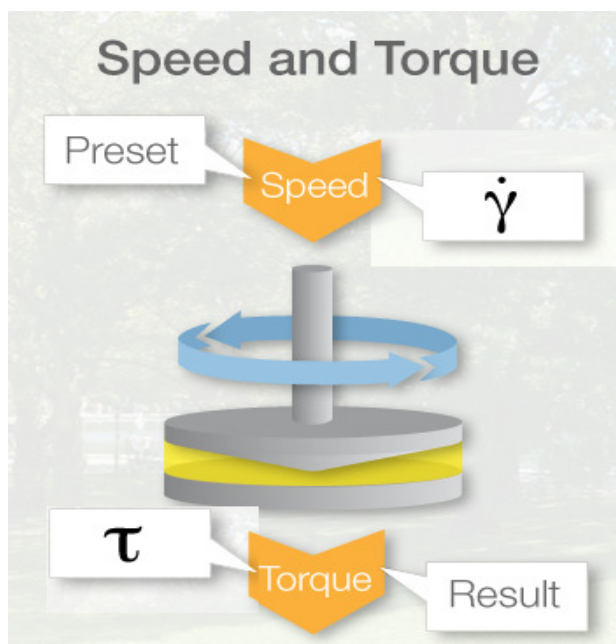 Speed and Torque
Preset
Speed
γ̇
τ
Torque
Result